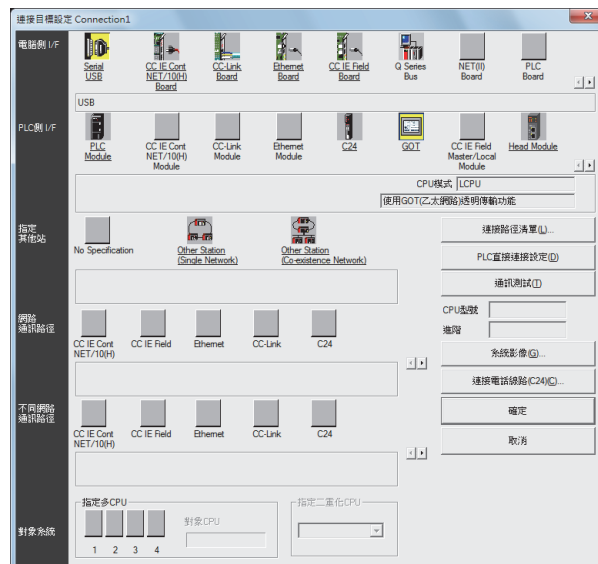 連接目標設定 Connection1
電腦側 I/F
Serial
USB
CC IE Cont
NET/10(H)
Board
CC-Link
Board
Ethernet
Board
CC IE Field
Board
Q Series
Bus
NET(II)
Board
PLC
Board
USB
PLC側 I/F
PLC
Module
CC IE Cont
NET/10(H)
Module
CC-Link
Module
Ethernet
Module
C24
GOT
CC IE Field
Master/Local
Module
Head Module
CPU模式 LCPU
使用GOT(乙太網路)透明傳輸功能
指定
其他站
No Specification
Other Station
(Single Network)
Other Station
(Co-existence Network)
連接路徑清單(L)...
PLC直接連接設定(D)
通訊測試(T)
CPU型號
進階
系統影像(G)...
連接電話線路(C24)(C)...
確定
取消
網路
通訊路徑
CC IE Cont
NET/10(H)
CC IE Field
Ethernet
CC-Link
C24
不同網路
通訊路徑
CC IE Cont
NET/10(H)
CC IE Field
Ethernet
CC-Link
C24
對象系統
指定多CPU
1 2 3 4
對象CPU
指定二重化CPU